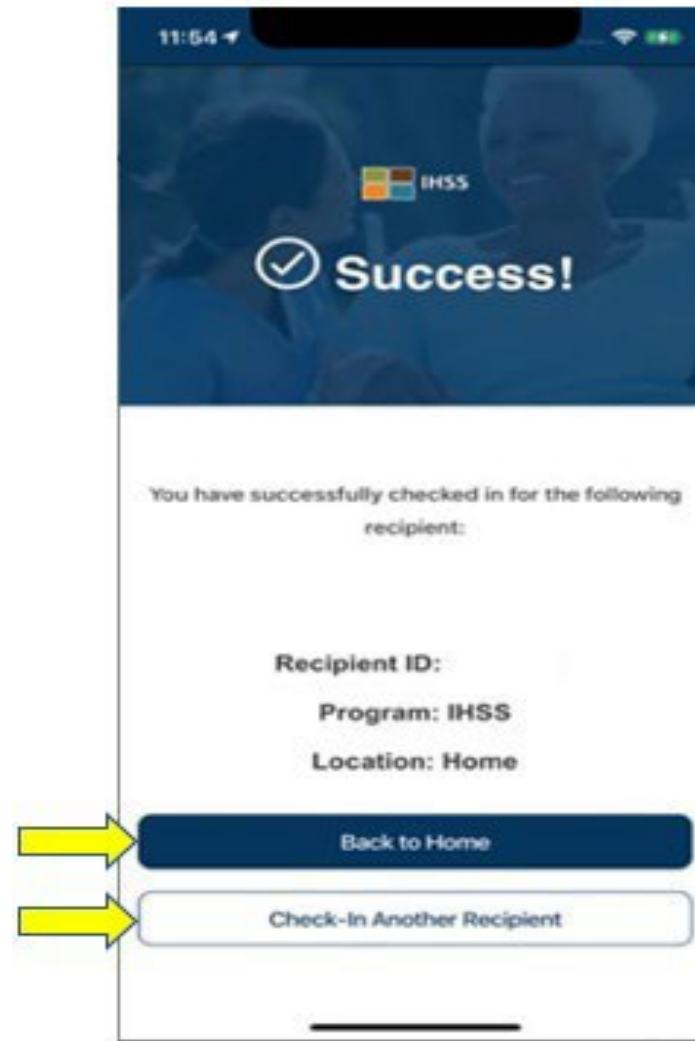 11:54
IHSS
Success!
You have successfully checked in for the following
recipient:
Recipient ID:
Program: IHSS
Location: Home
Back to Home
Check-In Another Recipient